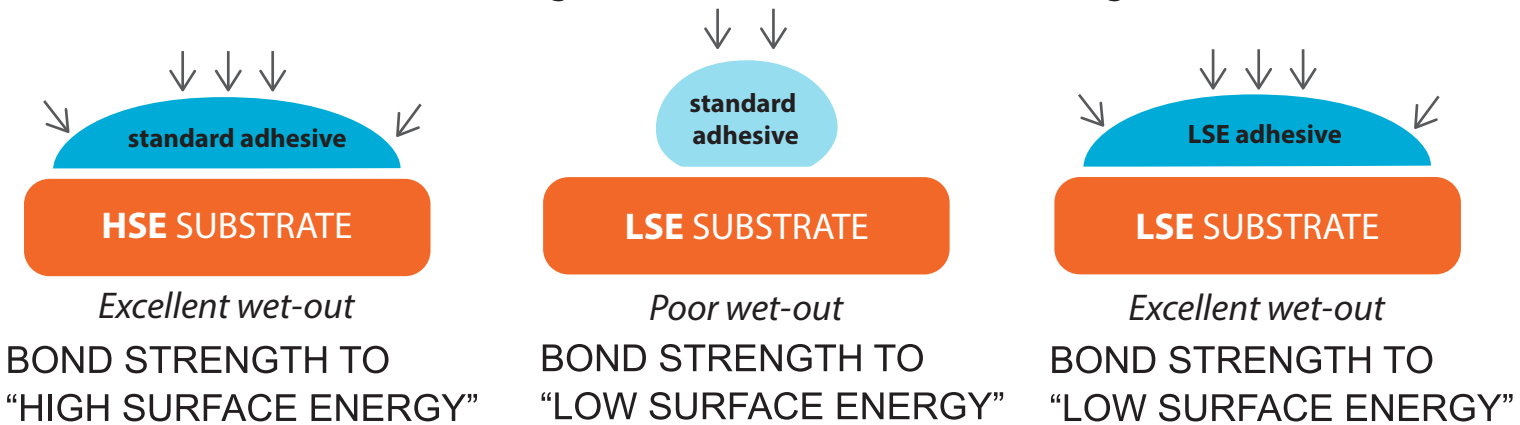 standard adhesive
HSE SUBSTRATE
Excellent wet-out
BOND STRENGTH TO
“HIGH SURFACE ENERGY”
standard
adhesive
LSE SUBSTRATE
Poor wet-out
BOND STRENGTH TO
“LOW SURFACE ENERGY”
LSE adhesive
LSE SUBSTRATE
Excellent wet-out
BOND STRENGTH TO
“LOW SURFACE ENERGY”